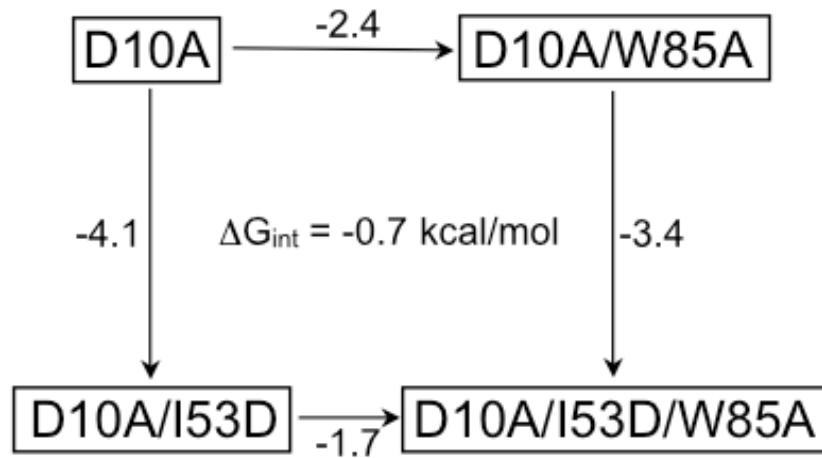 -2.4
D10A D10A/W85A
-4.1 ΔGint = -0.7 kcal/mol -3.4
D10A/I53D D10A/I53D/W85A
-1.7